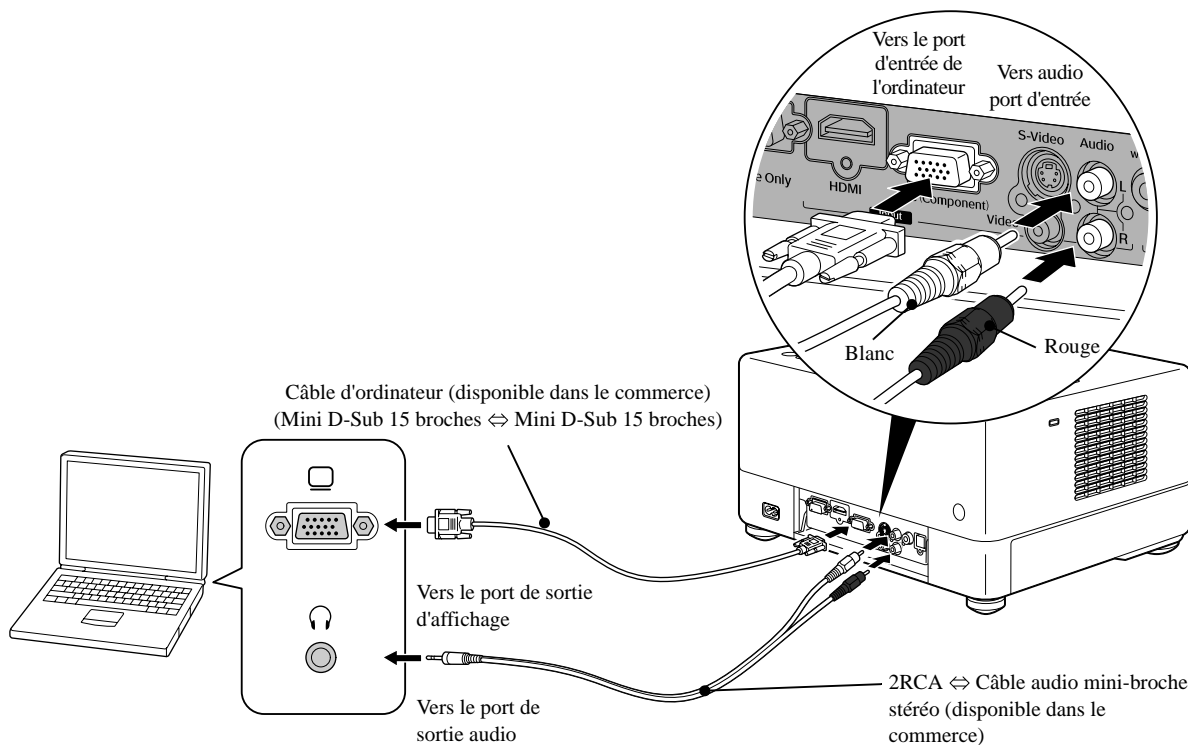 Vers le port
d'entrée de
l'ordinateur
Vers audio
port d'entrée
S-Video
Audio
e Only
HDMI
(Component)
Video
L
R
Blanc
Rouge
Câble d'ordinateur (disponible dans le commerce)
(Mini D-Sub 15 broches ⇔ Mini D-Sub 15 broches)
Vers le port de sortie
d'affichage
Vers le port de
sortie audio
2RCA ⇔ Câble audio mini-broche
stéréo (disponible dans le
commerce)